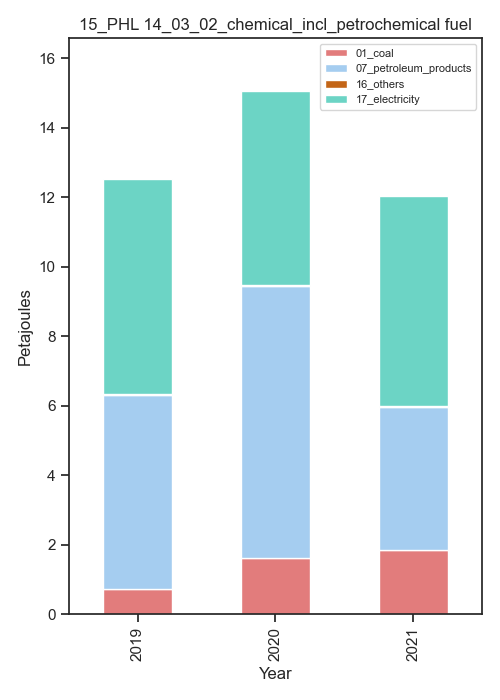 15_PHL 14_03_02_chemical_incl_petrochemical fuel
01_coal
07_petroleum_products
16_others
17_electricity
16
14
12
10
8
6
4
2
0
Petajoules
2019
2020
2021
Year